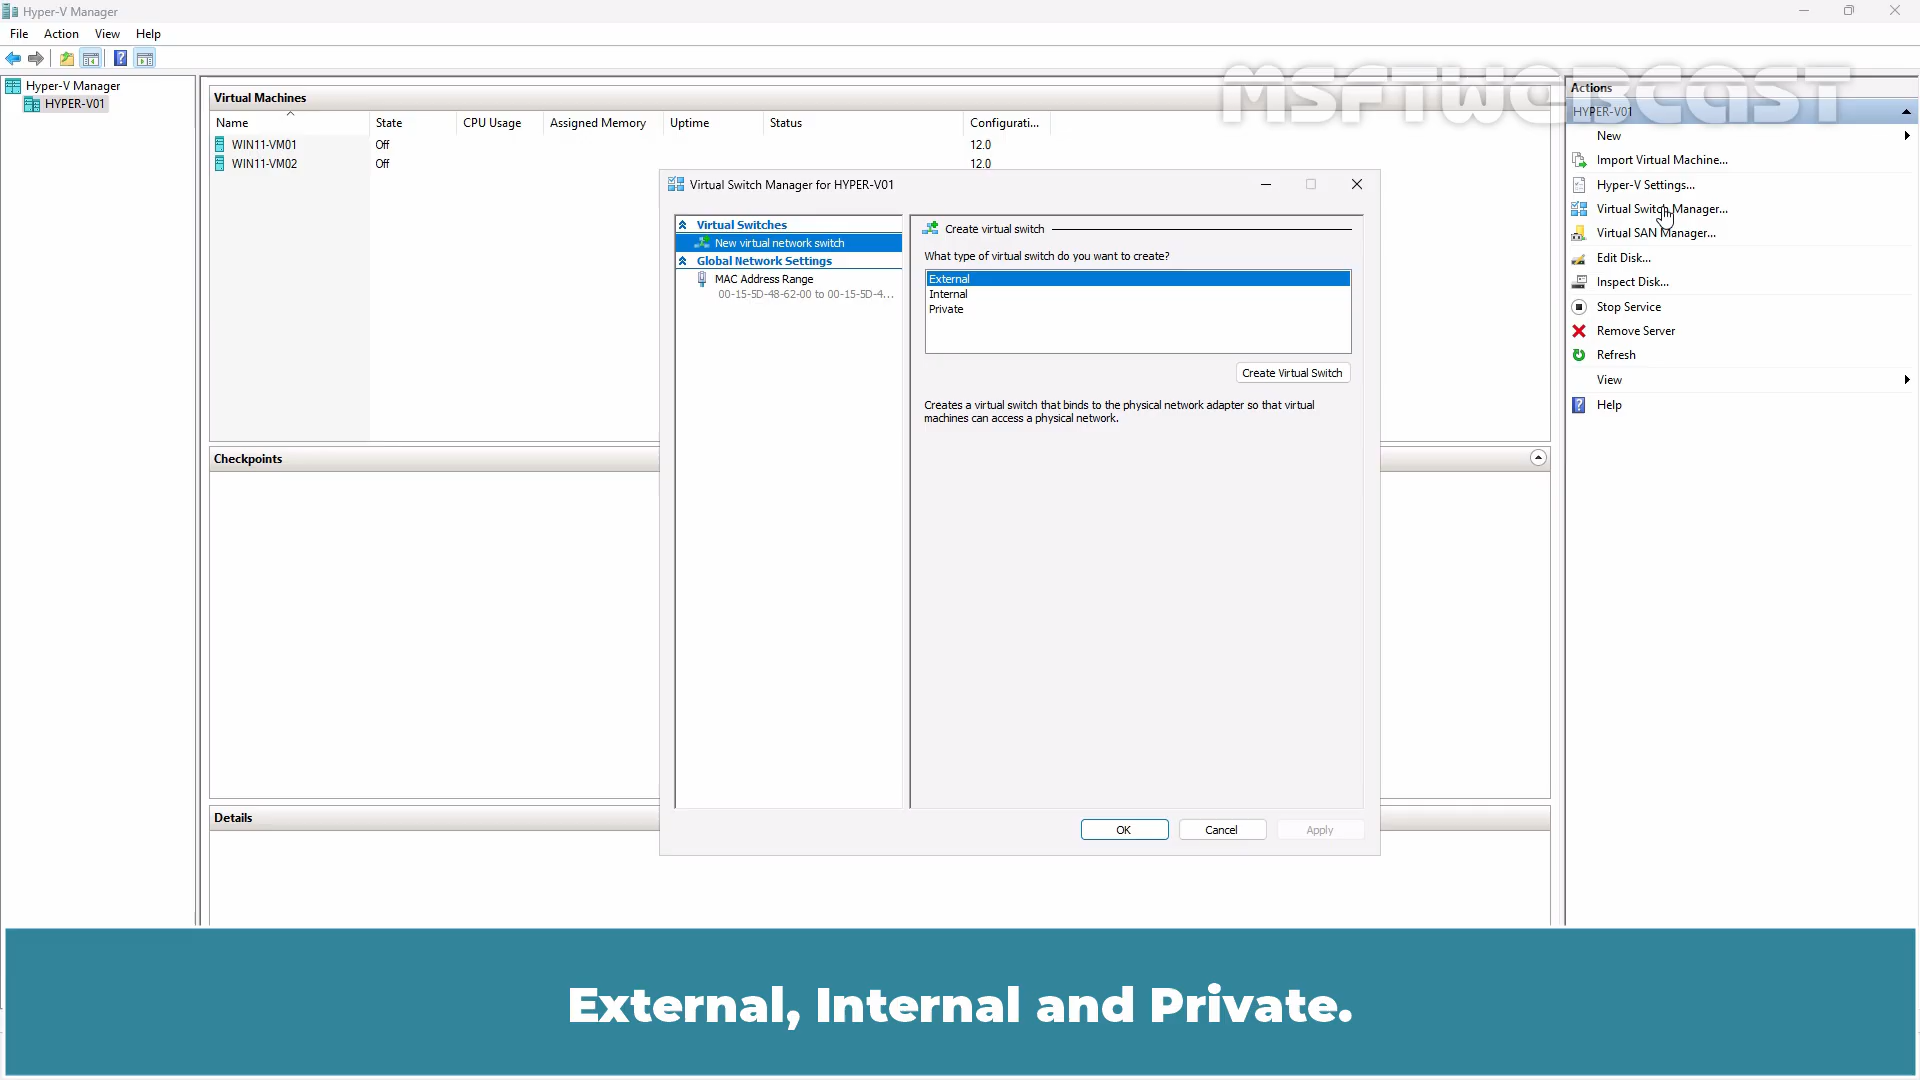 Hyper-V Manager
File Action View Help
Hyper-V Manager
HYPER-V01
Virtual Machines
Name State CPU Usage Assigned Memory Uptime Status Configurati...
WIN11-VM01 Off 12.0
WIN11-VM02 Off 12.0
Checkpoints
Details
Virtual Switch Manager for HYPER-V01
Virtual Switches
New virtual network switch
Global Network Settings
MAC Address Range
00-15-5D-48-62-00 to 00-15-5D-4...
Create virtual switch
What type of virtual switch do you want to create?
External
Internal
Private
Create Virtual Switch
Creates a virtual switch that binds to the physical network adapter so that virtual
machines can access a physical network.
OK Cancel Apply
MSFTWEBCAST
Actions
HYPER-V01
New
Import Virtual Machine...
Hyper-V Settings...
Virtual Switch Manager...
Virtual SAN Manager...
Edit Disk...
Inspect Disk...
Stop Service
Remove Server
Refresh
View
Help
External, Internal and Private.